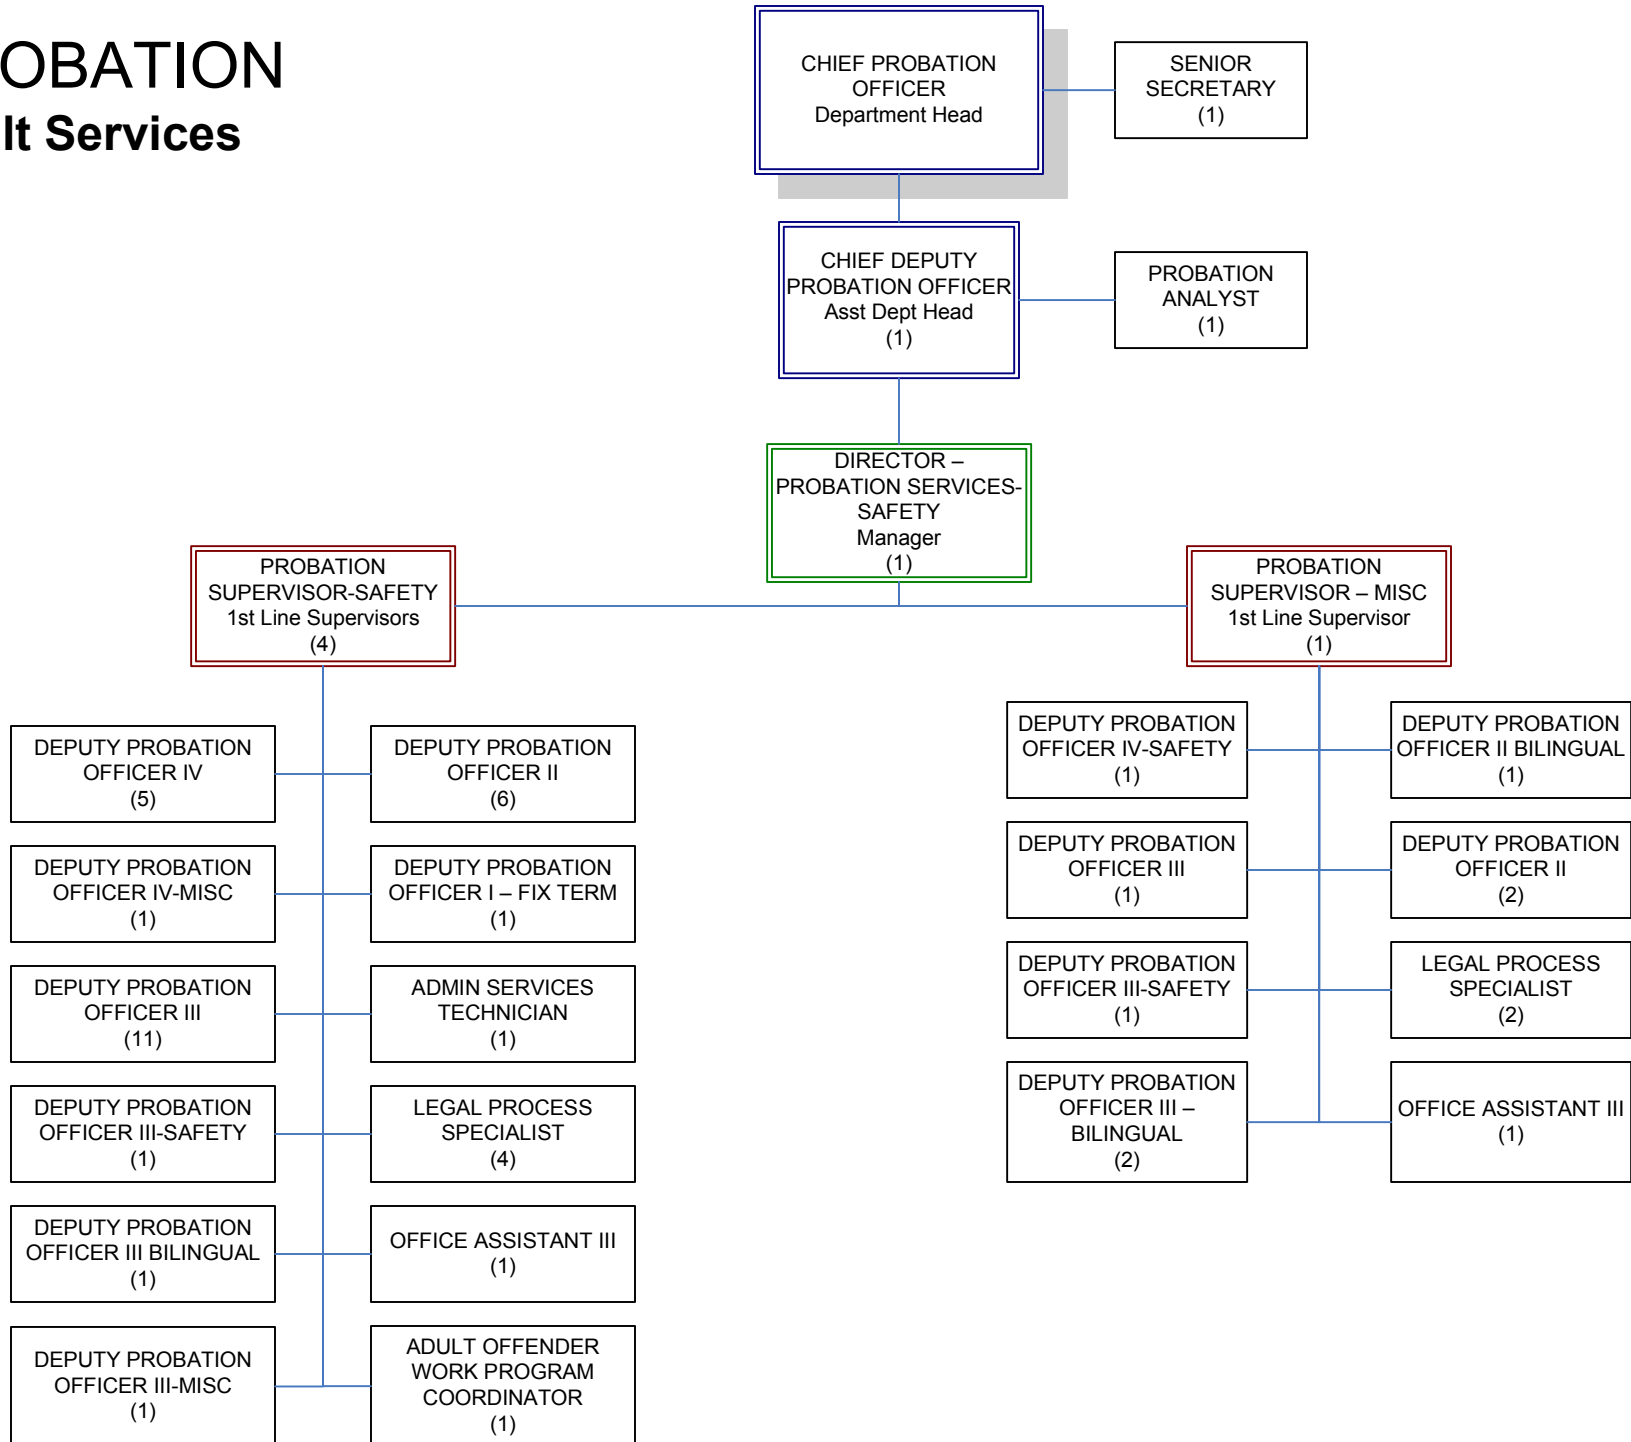 OBATION
lt Services
CHIEF PROBATION
OFFICER
Department Head
SENIOR
SECRETARY
(1)
CHIEF DEPUTY
PROBATION OFFICER
Asst Dept Head
(1)
PROBATION
ANALYST
(1)
DIRECTOR –
PROBATION SERVICES-
SAFETY
Manager
(1)
PROBATION
SUPERVISOR-SAFETY
1st Line Supervisors
(4)
PROBATION
SUPERVISOR – MISC
1st Line Supervisor
(1)
DEPUTY PROBATION
OFFICER IV
(5)
DEPUTY PROBATION
OFFICER II
(6)
DEPUTY PROBATION
OFFICER IV-MISC
(1)
DEPUTY PROBATION
OFFICER I – FIX TERM
(1)
DEPUTY PROBATION
OFFICER III
(11)
ADMIN SERVICES
TECHNICIAN
(1)
DEPUTY PROBATION
OFFICER III-SAFETY
(1)
LEGAL PROCESS
SPECIALIST
(4)
DEPUTY PROBATION
OFFICER III BILINGUAL
(1)
OFFICE ASSISTANT III
(1)
DEPUTY PROBATION
OFFICER III-MISC
(1)
ADULT OFFENDER
WORK PROGRAM
COORDINATOR
(1)
DEPUTY PROBATION
OFFICER IV-SAFETY
(1)
DEPUTY PROBATION
OFFICER II BILINGUAL
(1)
DEPUTY PROBATION
OFFICER III
(1)
DEPUTY PROBATION
OFFICER II
(2)
DEPUTY PROBATION
OFFICER III-SAFETY
(1)
LEGAL PROCESS
SPECIALIST
(2)
DEPUTY PROBATION
OFFICER III –
BILINGUAL
(2)
OFFICE ASSISTANT III
(1)